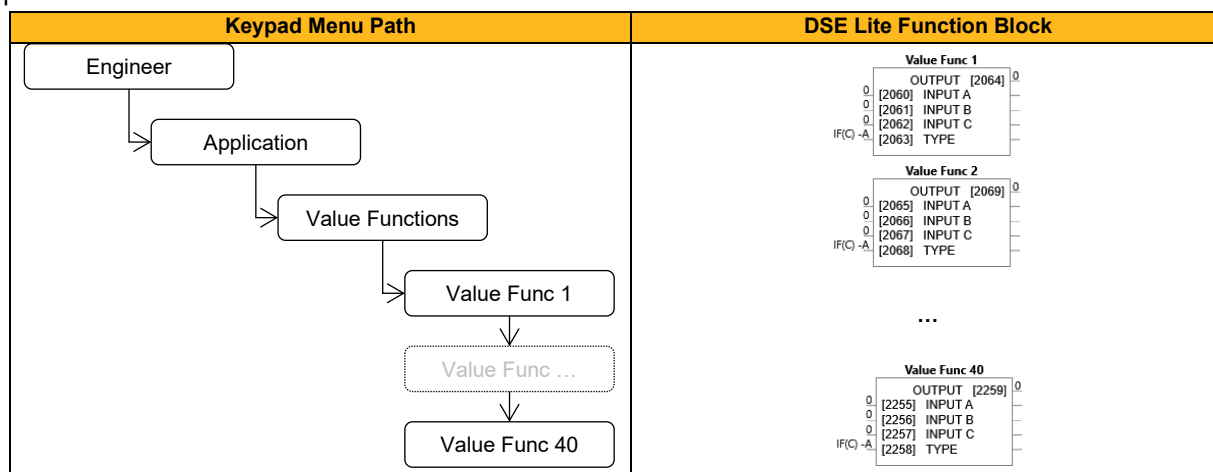 Keypad Menu Path
DSE Lite Function Block
Engineer
Application
Value Functions
Value Func 1
Value Func …
Value Func 40
Value Func 1
OUTPUT [2064] 0
0 [2060] INPUT A
0 [2061] INPUT B
0 [2062] INPUT C
IF(C) -A [2063] TYPE
Value Func 2
OUTPUT [2069] 0
0 [2065] INPUT A
0 [2066] INPUT B
0 [2067] INPUT C
IF(C) -A [2068] TYPE
…
Value Func 40
OUTPUT [2259] 0
0 [2255] INPUT A
0 [2256] INPUT B
0 [2257] INPUT C
IF(C) -A [2258] TYPE